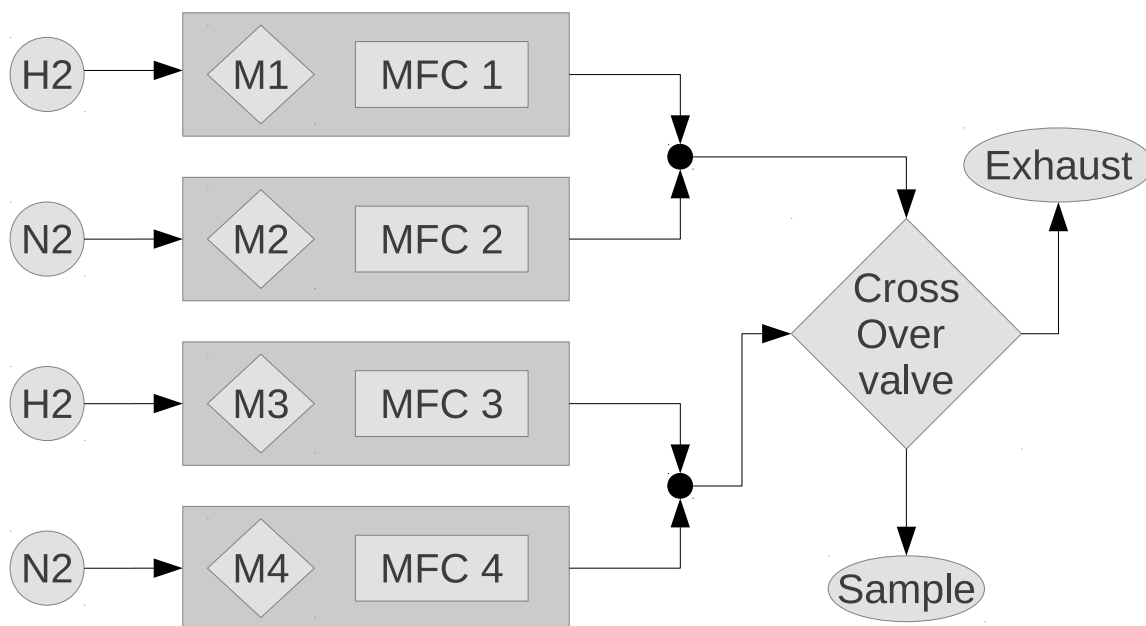 H2
M1
MFC 1
N2
M2
MFC 2
Exhaust
Cross
Over
valve
H2
M3
MFC 3
N2
M4
MFC 4
Sample